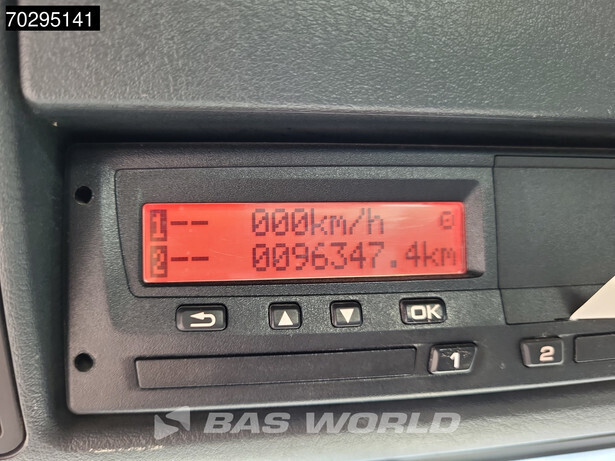 70295141
1 -- 000km/h
2 -- 0096347.4km
OK
1
2
BAS WORLD